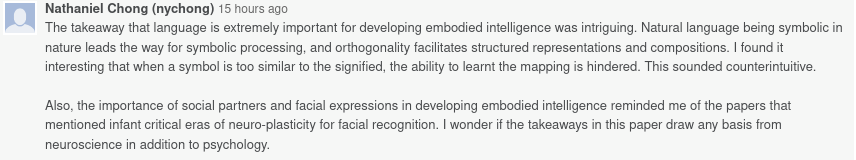 Nathaniel Chong (nychong) 15 hours ago
The takeaway that language is extremely important for developing embodied intelligence was intriguing. Natural language being symbolic in
nature leads the way for symbolic processing, and orthogonality facilitates structured representations and compositions. I found it
interesting that when a symbol is too similar to the signified, the ability to learnt the mapping is hindered. This sounded counterintuitive.
Also, the importance of social partners and facial expressions in developing embodied intelligence reminded me of the papers that
mentioned infant critical eras of neuro-plasticity for facial recognition. I wonder if the takeaways in this paper draw any basis from
neuroscience in addition to psychology.